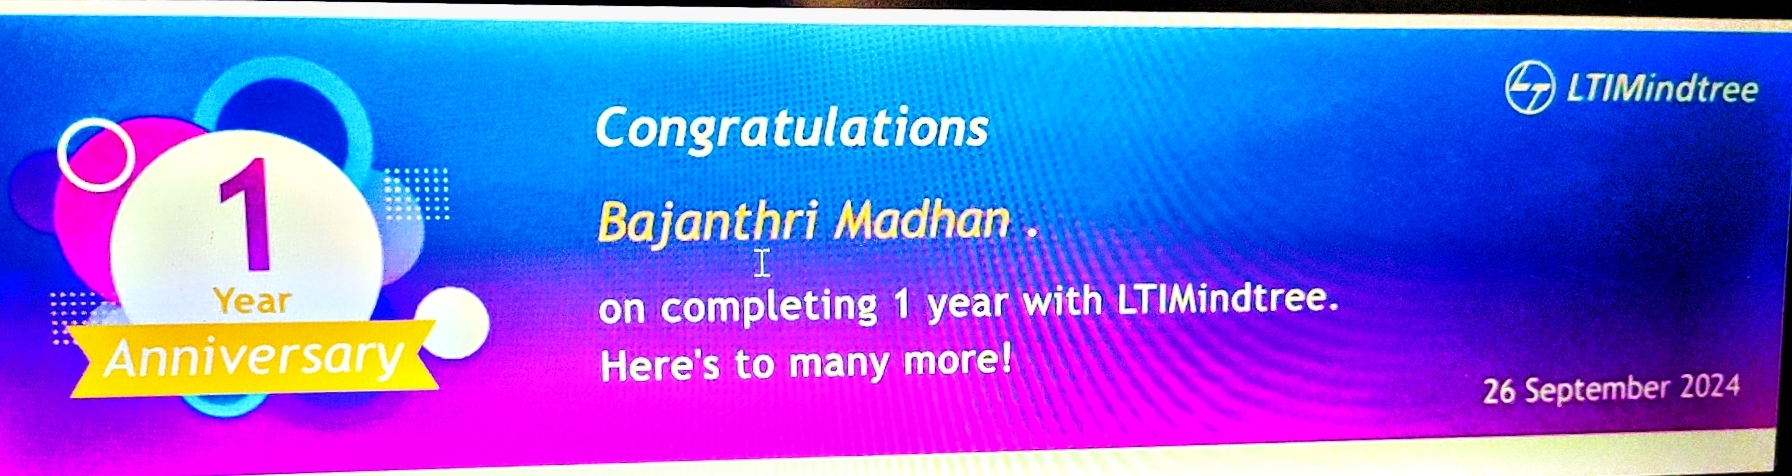 LTIMindtree
Congratulations
Bajanthri Madhan .
on completing 1 year with LTIMindtree.
Here's to many more!
1
Year
Anniversary
26 September 2024